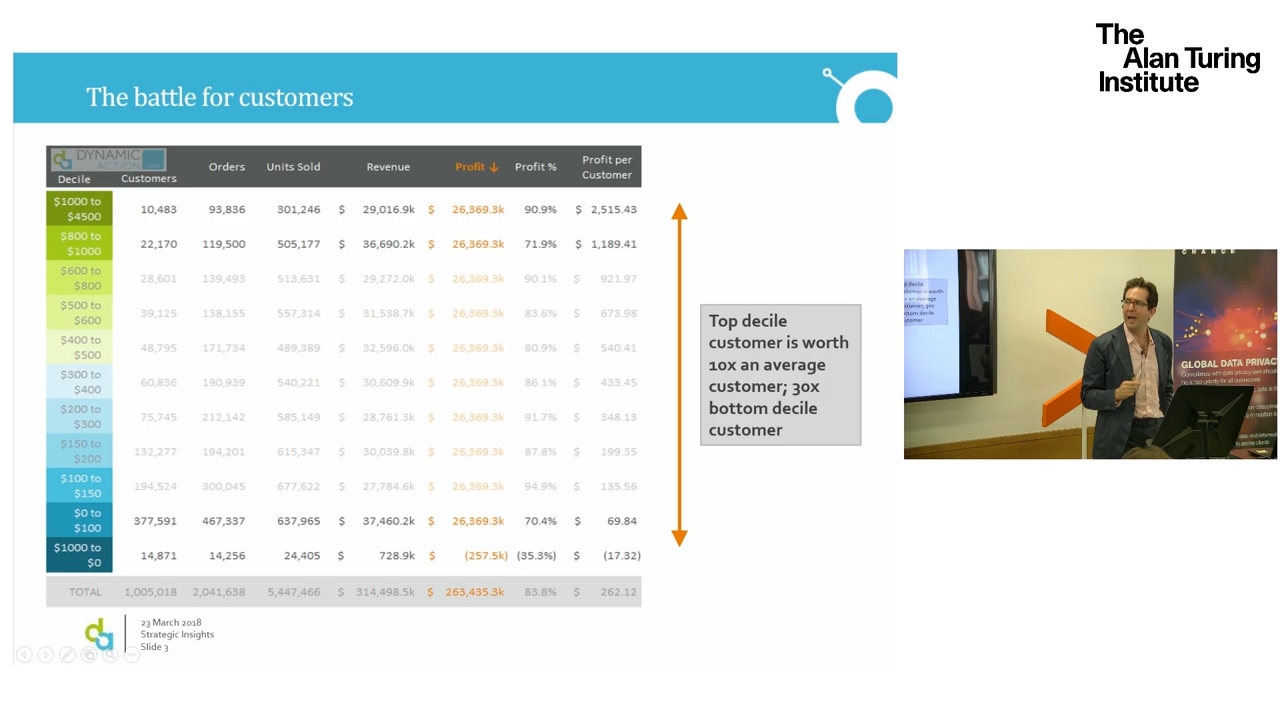 The
Alan Turing
Institute
The battle for customers
DYNAMIC
ACTION
Decile Customers Orders Units Sold Revenue Profit ↓ Profit % Profit per Customer
$1000 to $4500 10,483 93,836 301,246 $ 29,016.9k $ 26,369.3k 90.9% $ 2,515.43
$800 to $1000 22,170 119,500 505,177 $ 36,690.2k $ 26,369.3k 71.9% $ 1,189.41
$600 to $800 28,601 139,493 513,631 $ 29,272.0k $ 26,369.3k 90.1% $ 921.97
$500 to $600 39,125 138,155 557,314 $ 31,538.7k $ 26,369.3k 83.6% $ 673.98
$400 to $500 48,795 171,734 489,389 $ 32,596.0k $ 26,369.3k 80.9% $ 540.41
$300 to $400 60,836 190,939 540,221 $ 30,609.9k $ 26,369.3k 86.1% $ 433.45
$200 to $300 75,745 212,142 585,149 $ 28,761.3k $ 26,369.3k 91.7% $ 348.13
$150 to $200 132,277 194,201 615,347 $ 30,039.8k $ 26,369.3k 87.8% $ 199.35
$100 to $150 194,524 300,045 677,622 $ 27,784.6k $ 26,369.3k 94.9% $ 135.56
$0 to $100 377,591 467,337 637,965 $ 37,460.2k $ 26,369.3k 70.4% $ 69.84
$1000 to $0 14,871 14,256 24,405 $ 728.9k $ (257.5k) (35.3%) $ (17.32)
TOTAL 1,005,018 2,041,638 5,447,466 $ 314,498.5k $ 263,435.3k 83.8% $ 262.12
Top decile
customer is worth
10x an average
customer; 30x
bottom decile
customer
da
23 March 2018
Strategic Insights
Slide 3
CHANCE
GLOBAL DATA PRIVAC